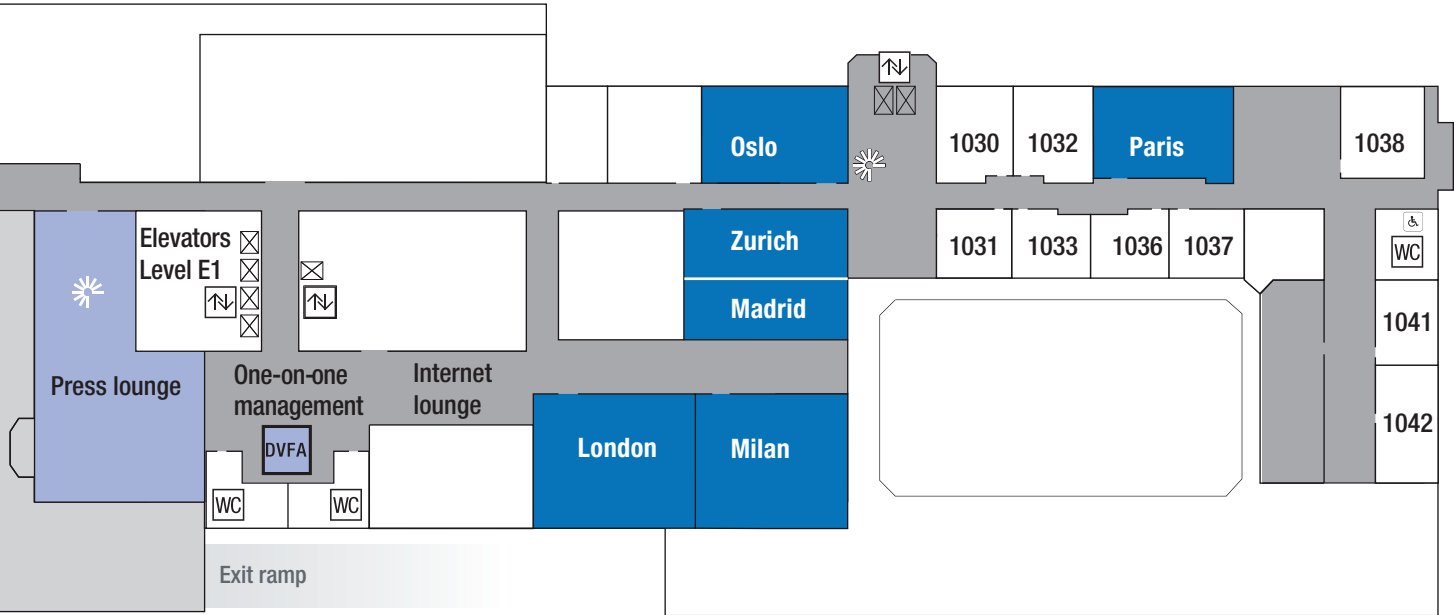 Oslo
1030
1032
Paris
1038
Elevators
Level E1
Zurich
1031
1033
1036
1037
WC
Madrid
1041
Press lounge
One-on-one
management
Internet
lounge
1042
DVFA
London
Milan
WC
WC
Exit ramp